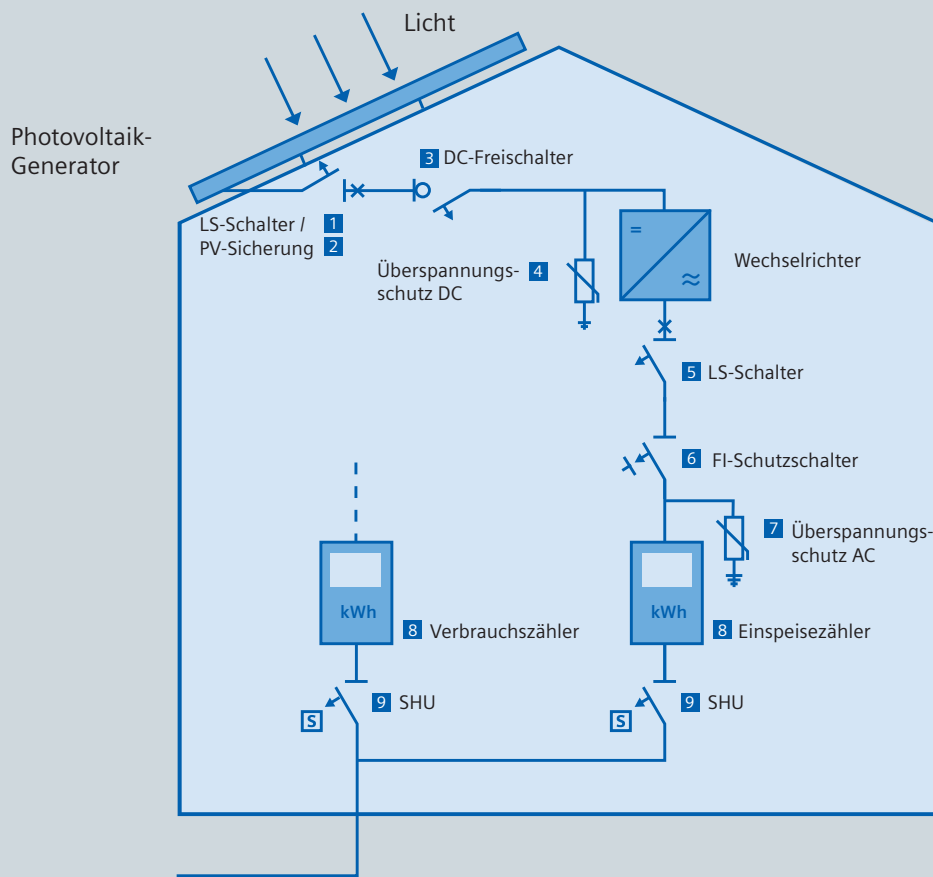 Licht
Photovoltaik-
Generator
3 DC-Freischalter
LS-Schalter / 1
PV-Sicherung 2
Überspannungs- 4
schutz DC
=
≈
Wechselrichter
5 LS-Schalter
6 FI-Schutzschalter
7 Überspannungs-
schutz AC
kWh
8 Verbrauchszähler
kWh
8 Einspeisezähler
S
9 SHU
S
9 SHU